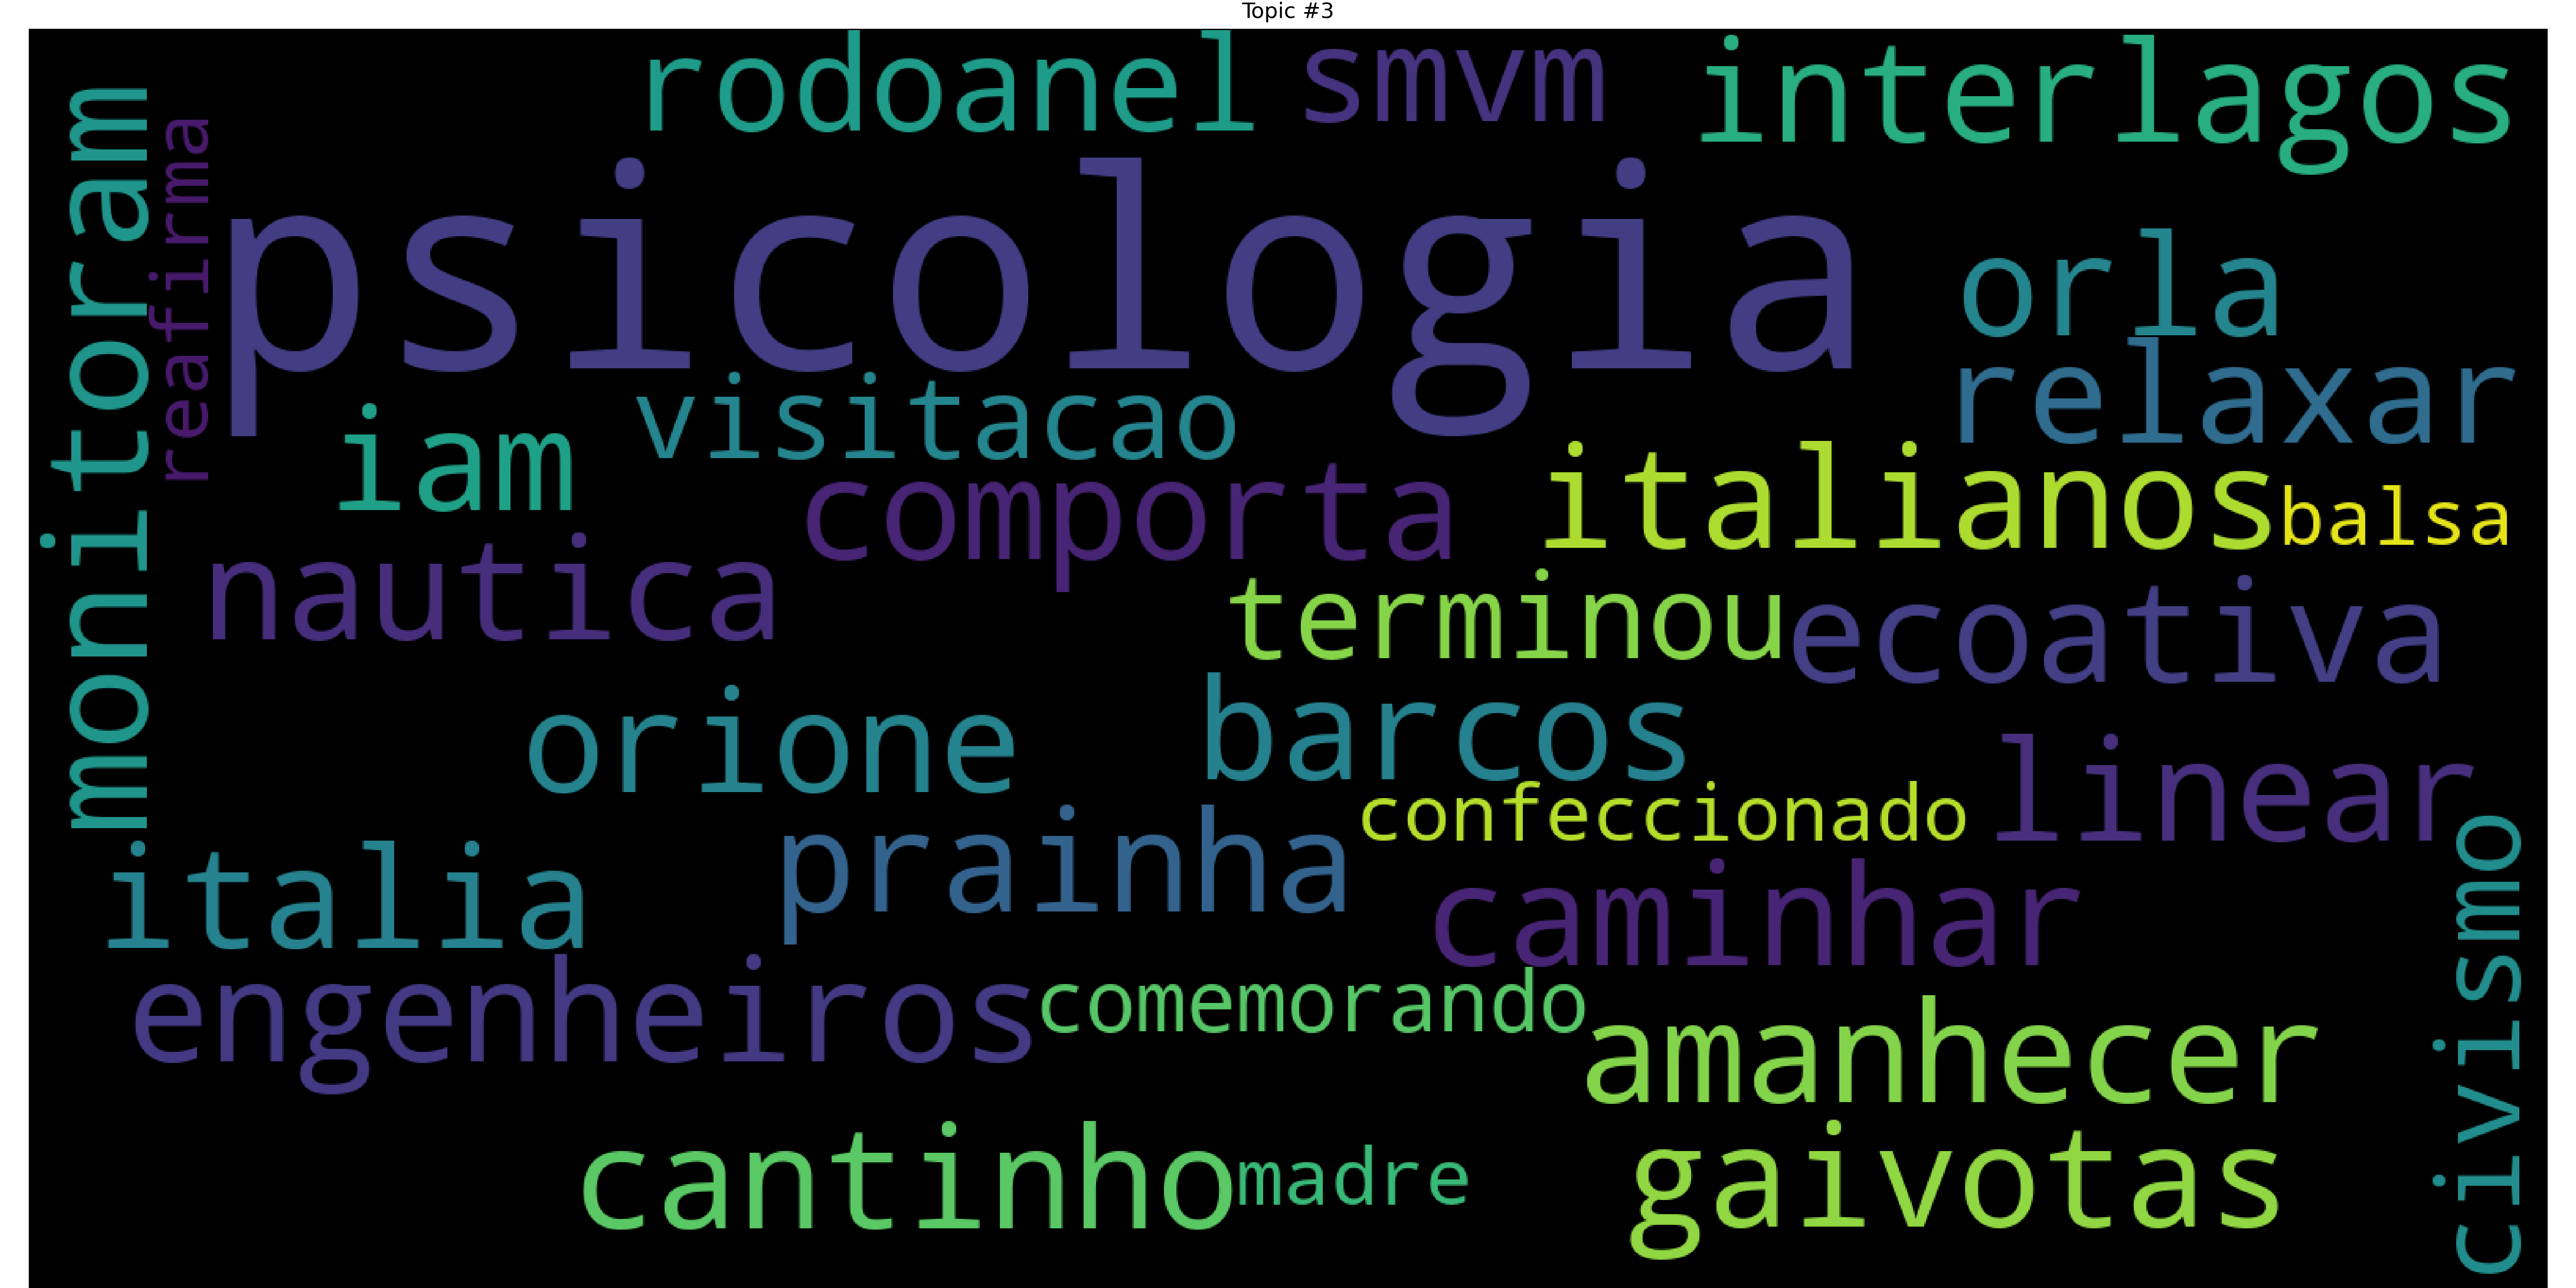 Topic #3
rodoanel
smvm
interlagos
monitoram
reafirma
psicologia
orla
relaxar
visitacao
iam
comporta
italianos
balsa
nautica
terminou
ecoativa
orione
barcos
linear
confeccionado
prainha
italia
caminhar
civismo
engenheiros
comemorando
amanhecer
cantinho
madre
gaivotas